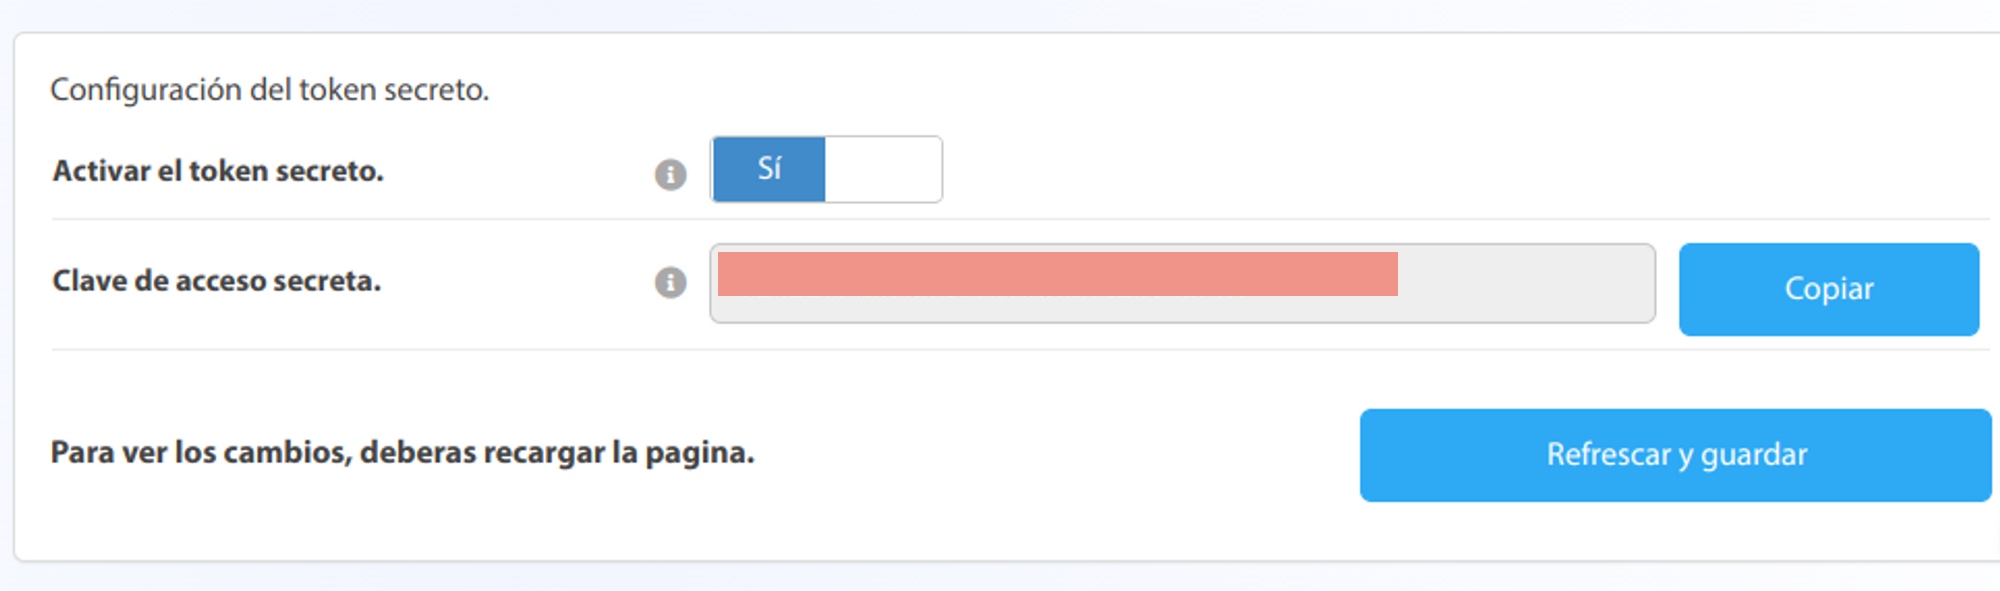 Configuración del token secreto.
Activar el token secreto. Sí
Clave de acceso secreta. Copiar
Para ver los cambios, deberas recargar la pagina. Refrescar y guardar